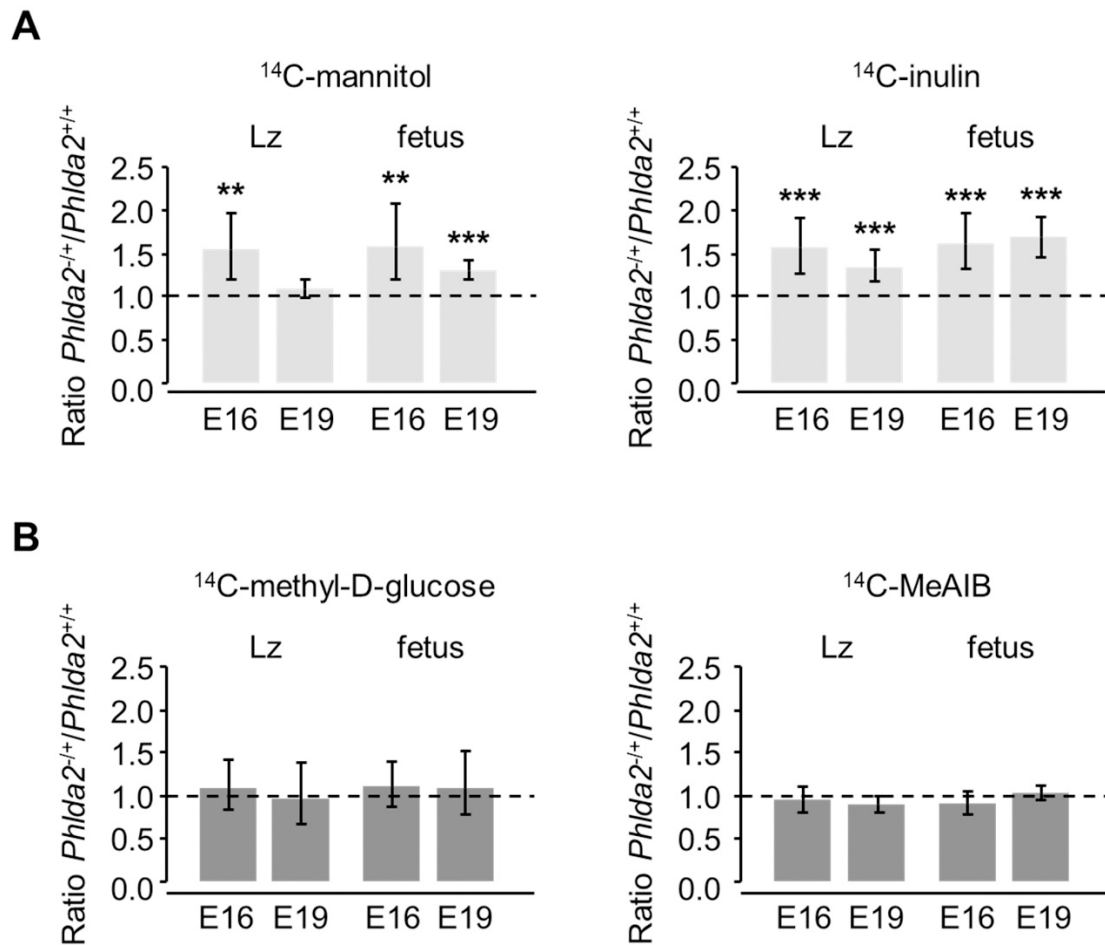 A
¹⁴C-mannitol
Lz fetus
Ratio Phlda2⁻/⁺/Phlda2⁺/⁺
2.5
2.0
1.5
1.0
0.5
0.0
** ** ***
E16 E19 E16 E19
¹⁴C-inulin
Lz fetus
Ratio Phlda2⁻/⁺/Phlda2⁺/⁺
2.5
2.0
1.5
1.0
0.5
0.0
*** *** *** ***
E16 E19 E16 E19
B
¹⁴C-methyl-D-glucose
Lz fetus
Ratio Phlda2⁻/⁺/Phlda2⁺/⁺
2.5
2.0
1.5
1.0
0.5
0.0
E16 E19 E16 E19
¹⁴C-MeAIB
Lz fetus
Ratio Phlda2⁻/⁺/Phlda2⁺/⁺
2.5
2.0
1.5
1.0
0.5
0.0
E16 E19 E16 E19